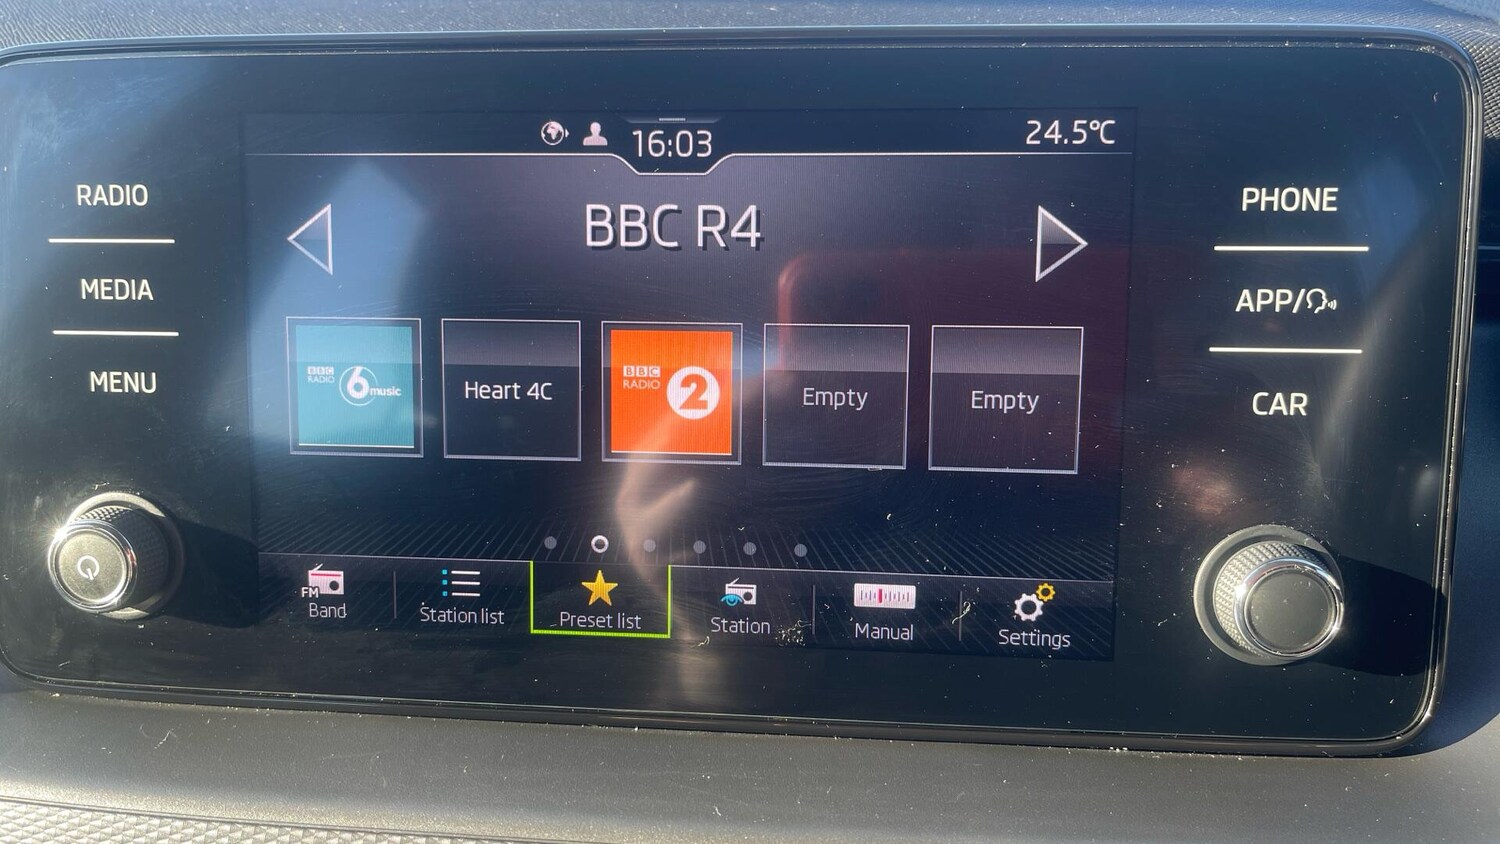 16:03
24.5°C
RADIO
MEDIA
MENU
BBC R4
PHONE
APP/
CAR
BBC
RADIO
6 music
Heart 4C
BBC
RADIO
2
Empty
Empty
FM
Band
Station list
Preset list
Station
Manual
Settings